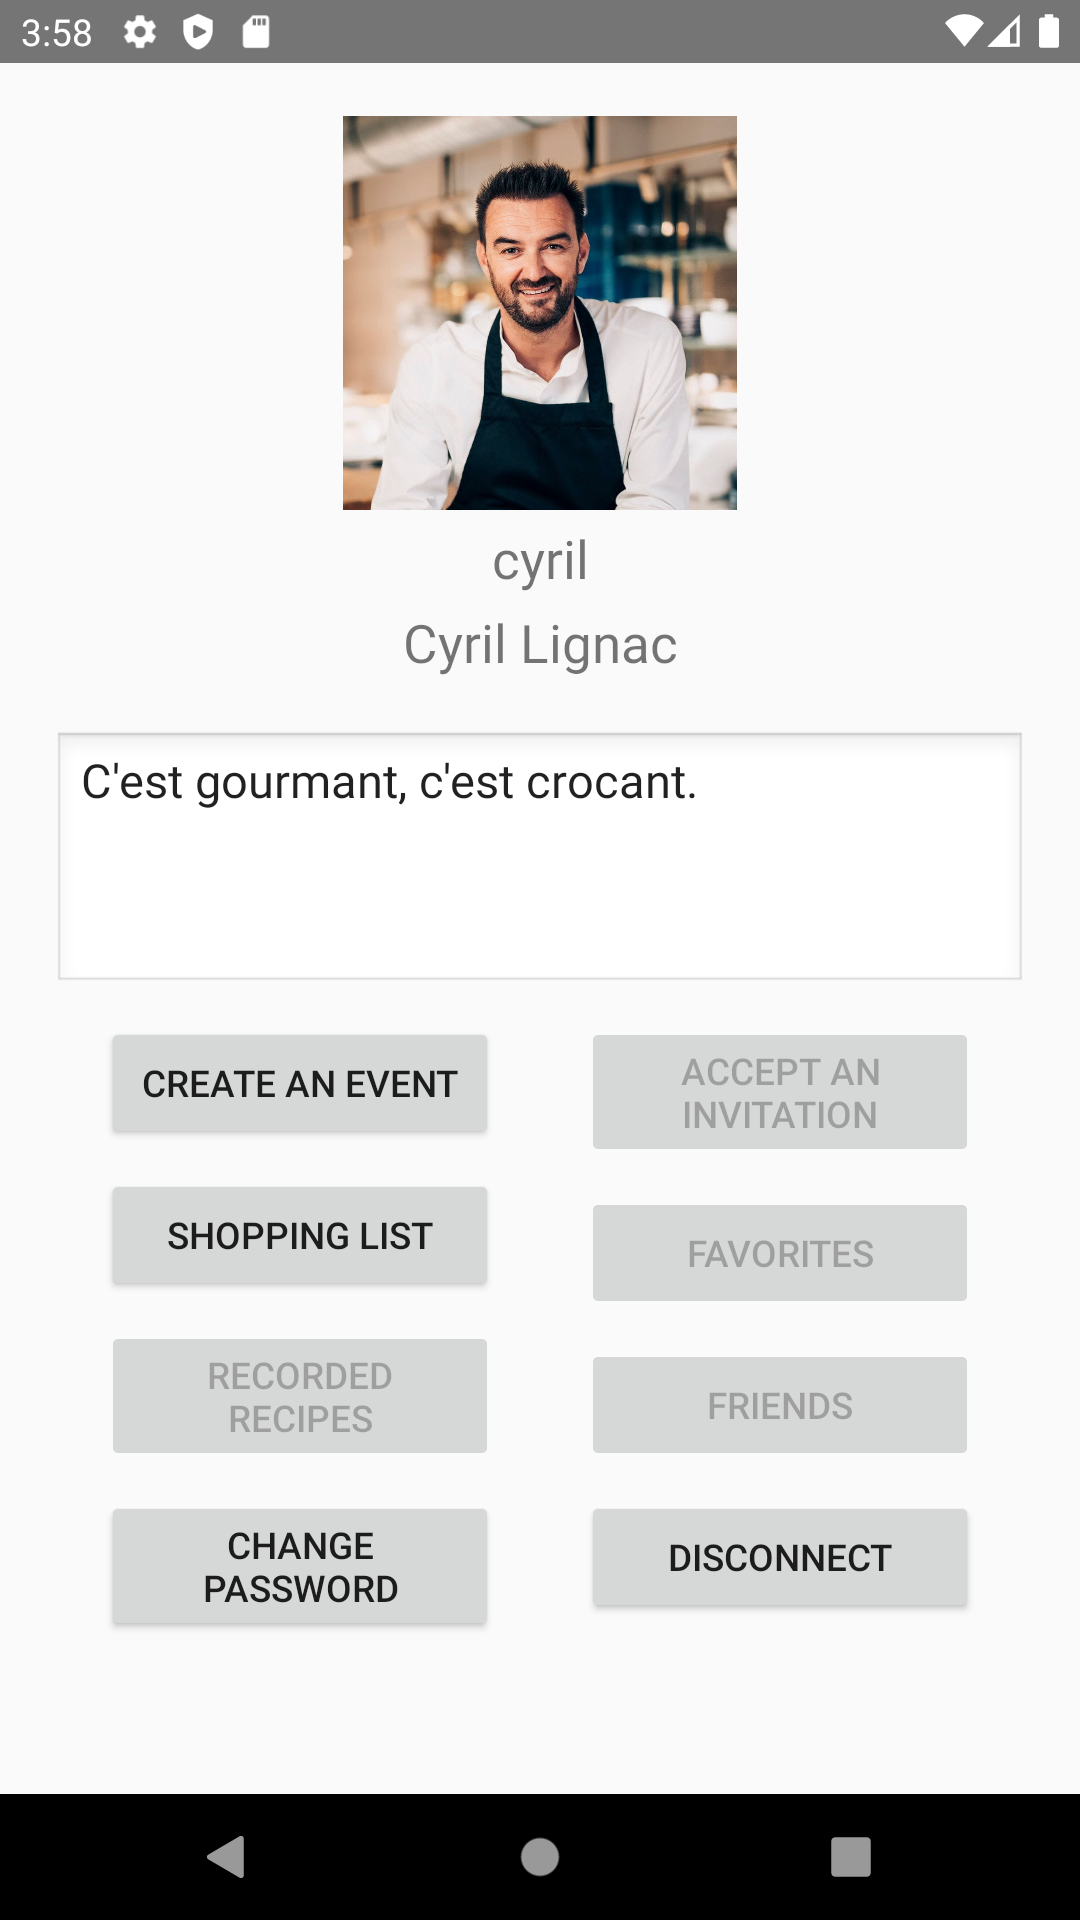 3:58
cyril
Cyril Lignac
C'est gourmant, c'est crocant.
CREATE AN EVENT
ACCEPT AN
INVITATION
SHOPPING LIST
FAVORITES
RECORDED
RECIPES
FRIENDS
CHANGE
PASSWORD
DISCONNECT